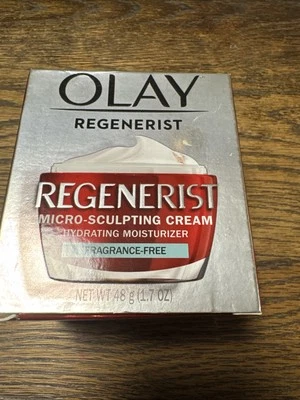 OLAY
REGENERIST
REGENERIST
MICRO-SCULPTING CREAM
HYDRATING MOISTURIZER
FRAGRANCE-FREE
NET WT 48 g (1.7 OZ)